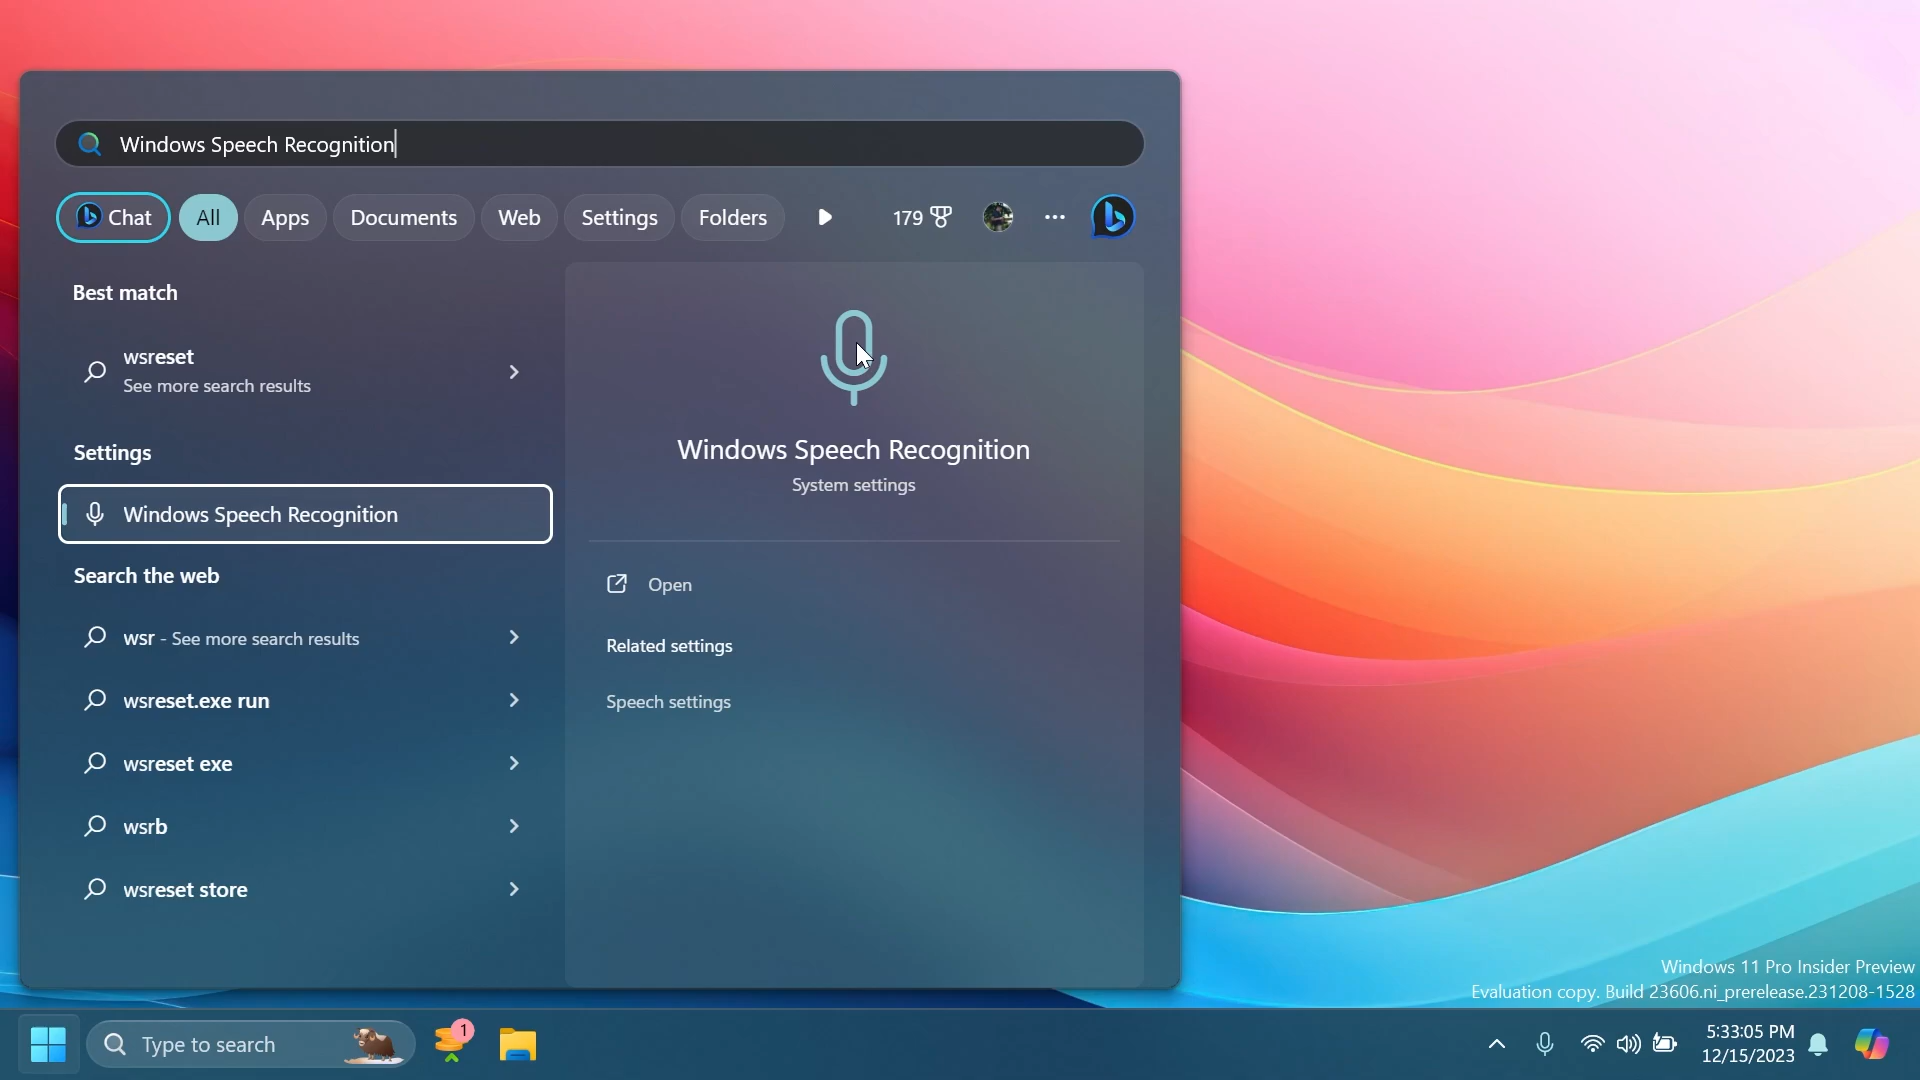 Windows Speech Recognition
Chat
All
Apps
Documents
Web
Settings
Folders
179
Best match
wsreset
See more search results
Settings
Windows Speech Recognition
Search the web
wsr - See more search results
wsreset.exe run
wsreset exe
wsrb
wsreset store
Windows Speech Recognition
System settings
Open
Related settings
Speech settings
Windows 11 Pro Insider Preview
Evaluation copy. Build 23606.ni_prerelease.231208-1528
Type to search
1
5:33:05 PM
12/15/2023